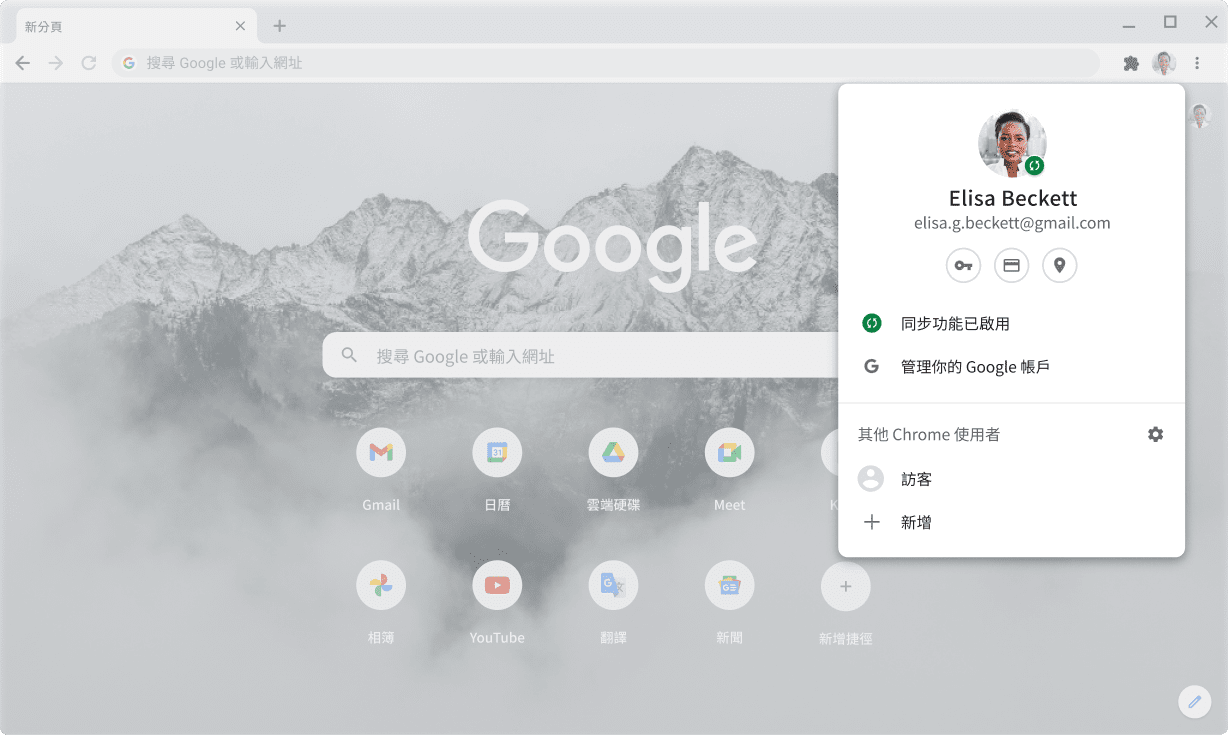 新分頁
搜尋 Google 或輸入網址
Elisa Beckett
elisa.g.beckett@gmail.com
同步功能已啟用
管理你的 Google 帳戶
其他 Chrome 使用者
訪客
新增
Google
搜尋 Google 或輸入網址
Gmail
31
日曆
雲端硬碟
Meet
K
相簿
YouTube
翻譯
新聞
新增捷徑